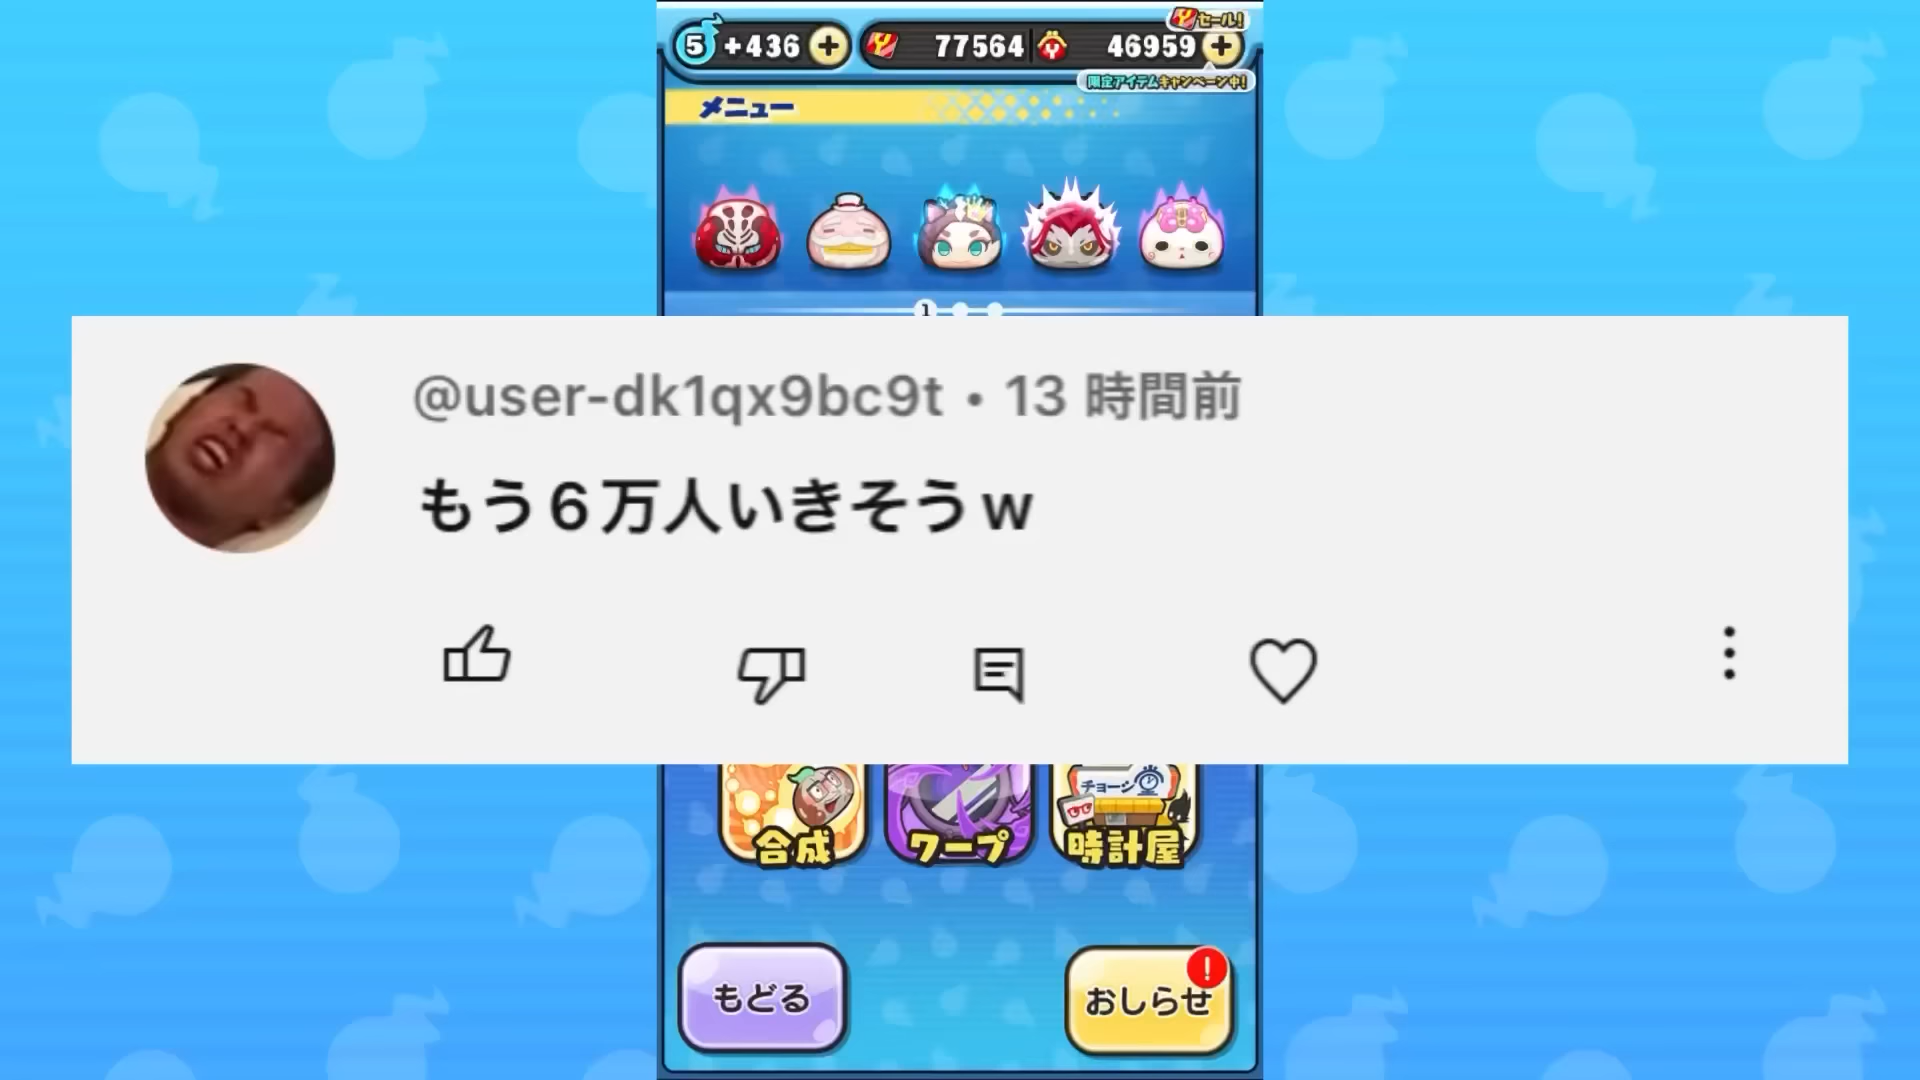 セール!
5 +436 77564 46959
限定アイテムキャンペーン中!
メニュー
1
@user-dk1qx9bc9t・13 時間前
もう６万人いきそうｗ
チョーシ
合成 ワープ 時計屋
もどる おしらせ